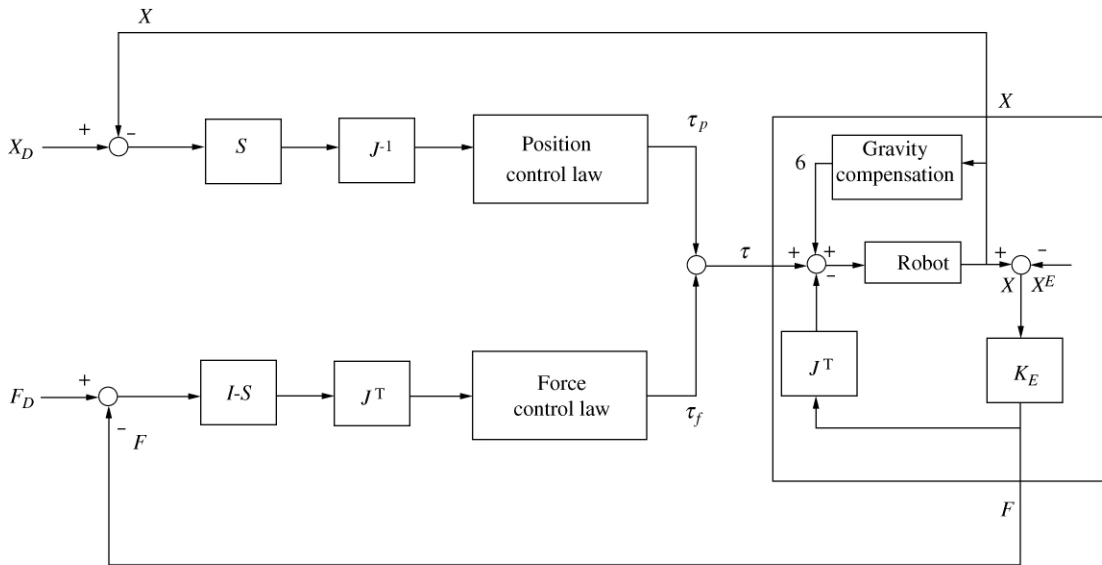 X
X
+
-
X_D
S
J^-1
Position
control law
τ_p
6
Gravity
compensation
τ
+
+
-
Robot
+
-
X
X^E
J^T
K_E
F_D
+
-
F
I-S
J^T
Force
control law
τ_f
F